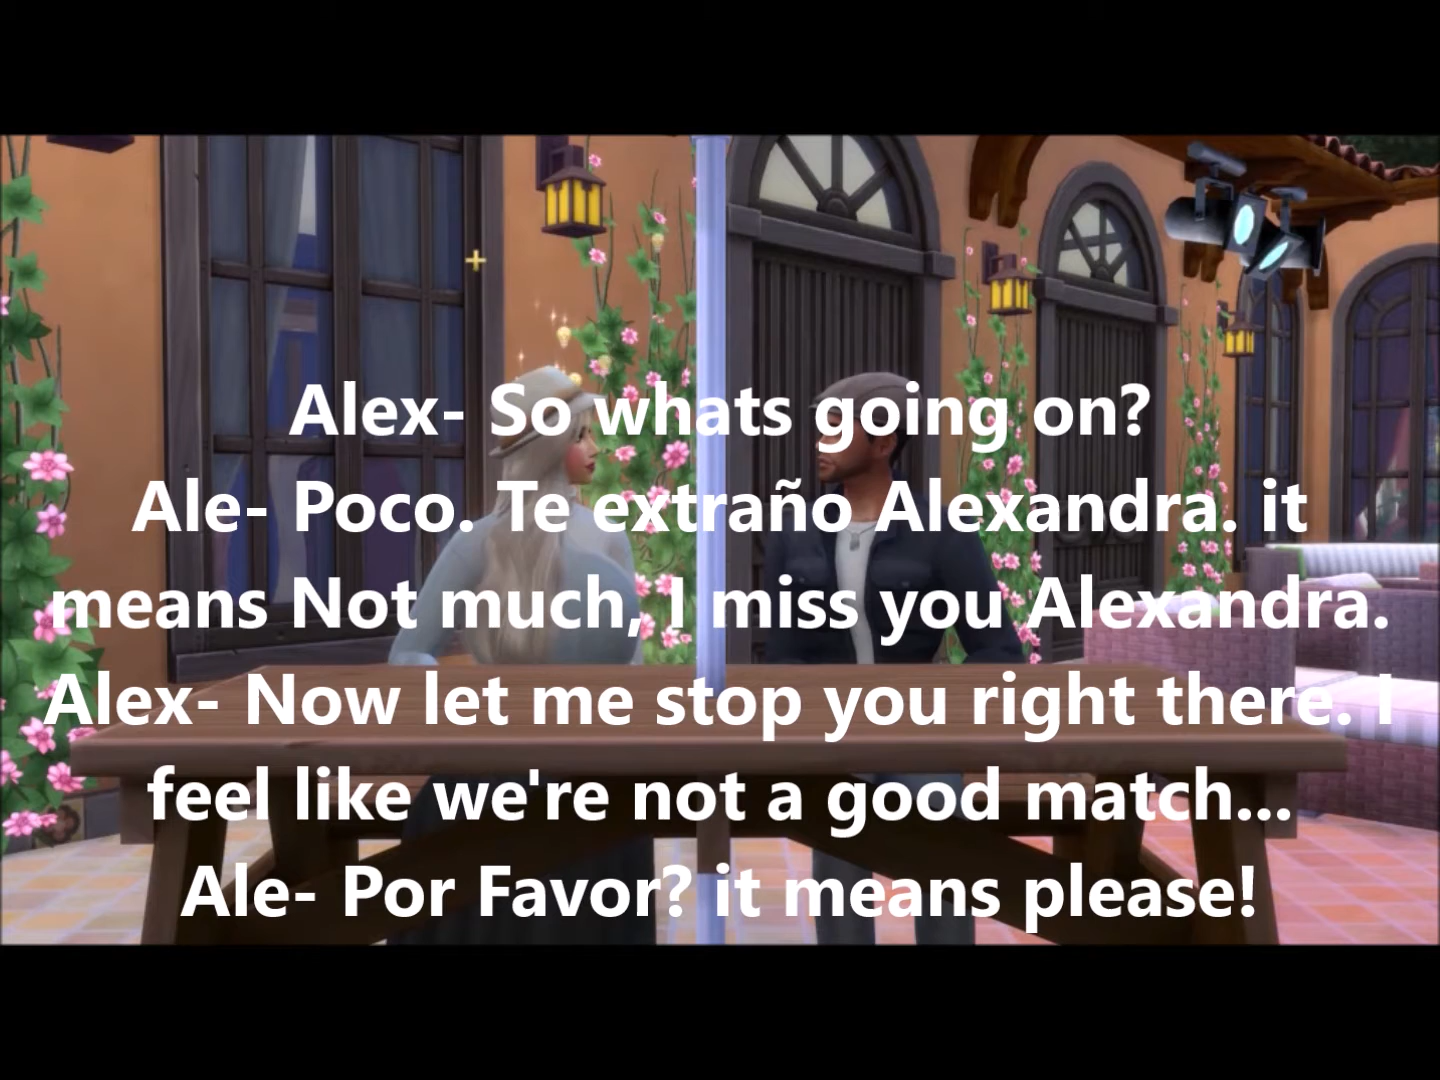 Alex- So whats going on?
Ale- Poco. Te extraño Alexandra. it
means Not much, I miss you Alexandra.
Alex- Now let me stop you right there. I
feel like we're not a good match...
Ale- Por Favor? it means please!